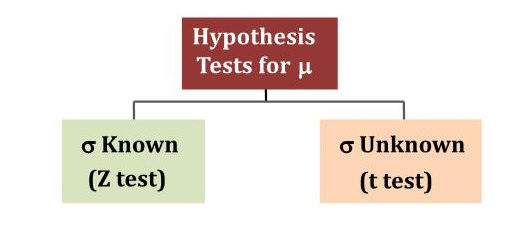 Hypothesis
Tests for μ
σ Known
(Z test)
σ Unknown
(t test)